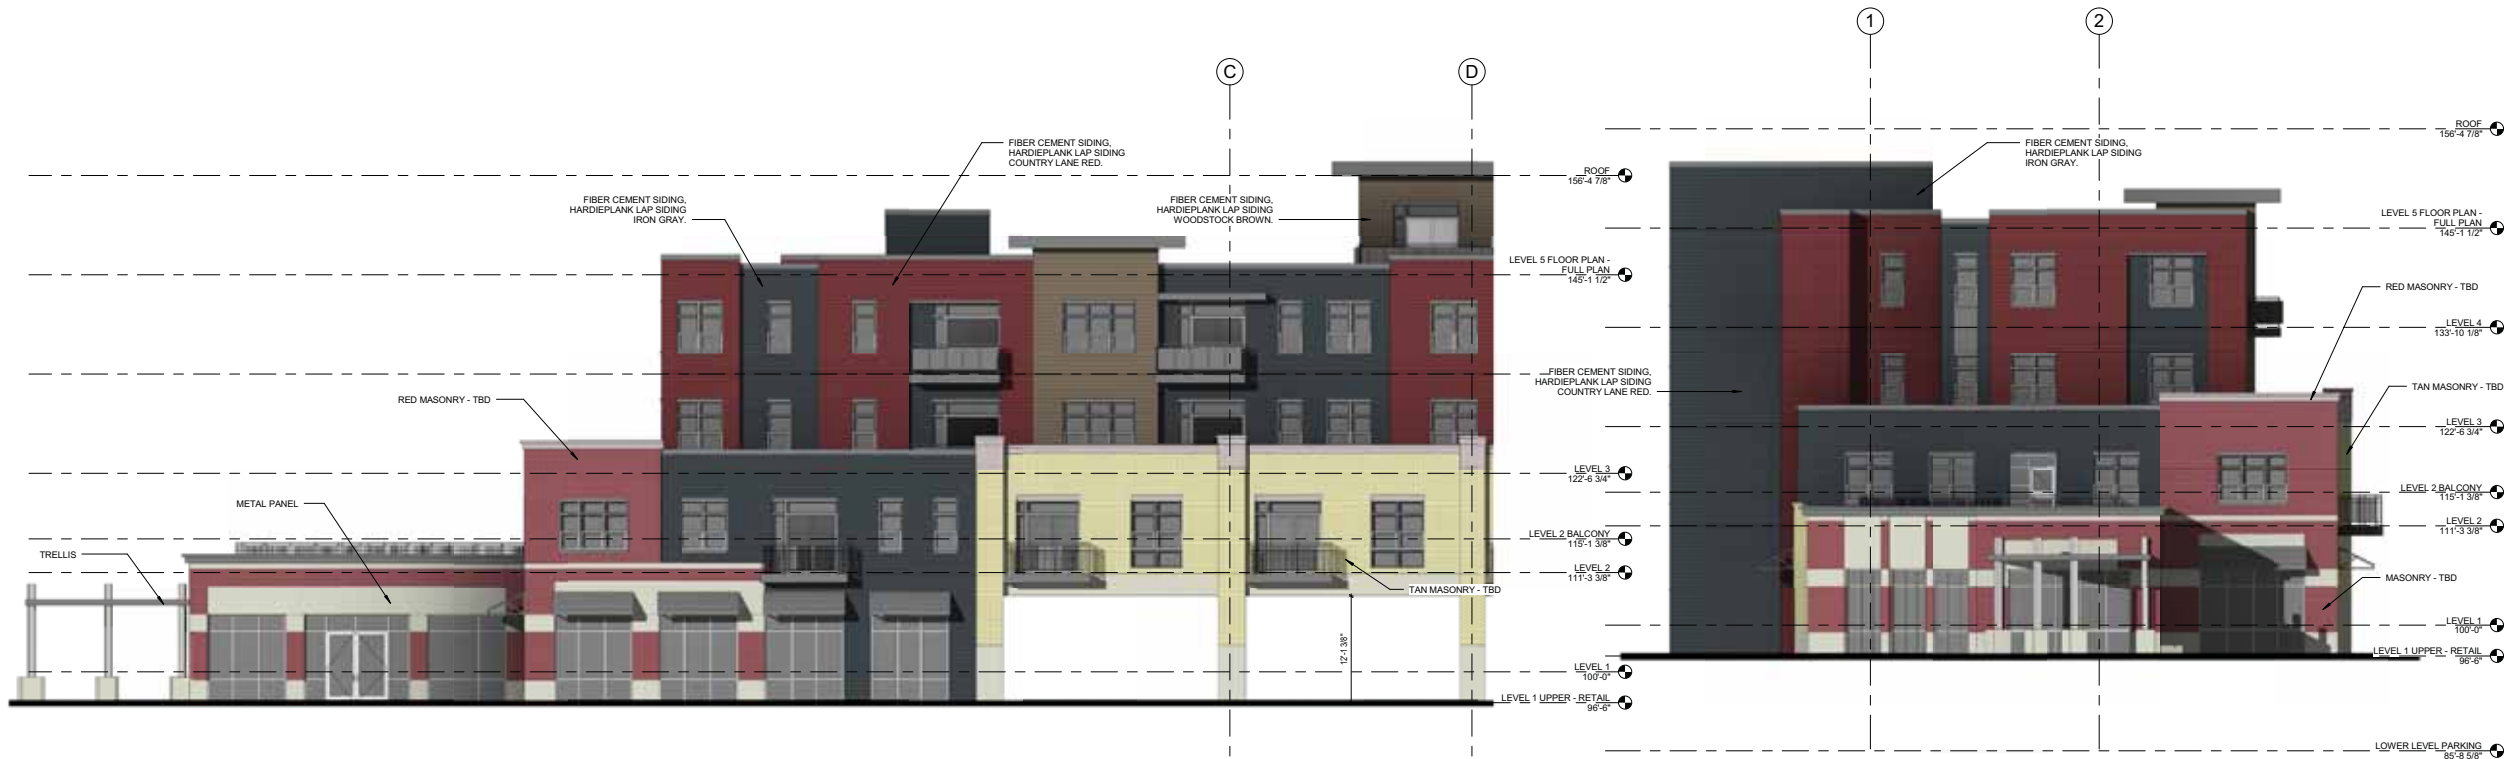 C
D
FIBER CEMENT SIDING,
HARDIEPLANK LAP SIDING
COUNTRY LANE RED.
FIBER CEMENT SIDING,
HARDIEPLANK LAP SIDING
IRON GRAY.
FIBER CEMENT SIDING,
HARDIEPLANK LAP SIDING
WOODSTOCK BROWN.
RED MASONRY - TBD
METAL PANEL
TRELLIS
TAN MASONRY - TBD
12'-1 3/8"
ROOF
156'-4 7/8"
LEVEL 5 FLOOR PLAN -
FULL PLAN
145'-1 1/2"
LEVEL 3
122'-6 3/4"
LEVEL 2 BALCONY
115'-1 3/8"
LEVEL 2
111'-3 3/8"
LEVEL 1
100'-0"
LEVEL 1 UPPER - RETAIL
96'-6"
1
2
FIBER CEMENT SIDING,
HARDIEPLANK LAP SIDING
IRON GRAY.
FIBER CEMENT SIDING,
HARDIEPLANK LAP SIDING
COUNTRY LANE RED.
RED MASONRY - TBD
TAN MASONRY - TBD
MASONRY - TBD
ROOF
156'-4 7/8"
LEVEL 5 FLOOR PLAN -
FULL PLAN
145'-1 1/2"
LEVEL 4
133'-10 1/8"
LEVEL 3
122'-6 3/4"
LEVEL 2 BALCONY
115'-1 3/8"
LEVEL 2
111'-3 3/8"
LEVEL 1
100'-0"
LEVEL 1 UPPER - RETAIL
96'-6"
LOWER LEVEL PARKING
85'-8 5/8"